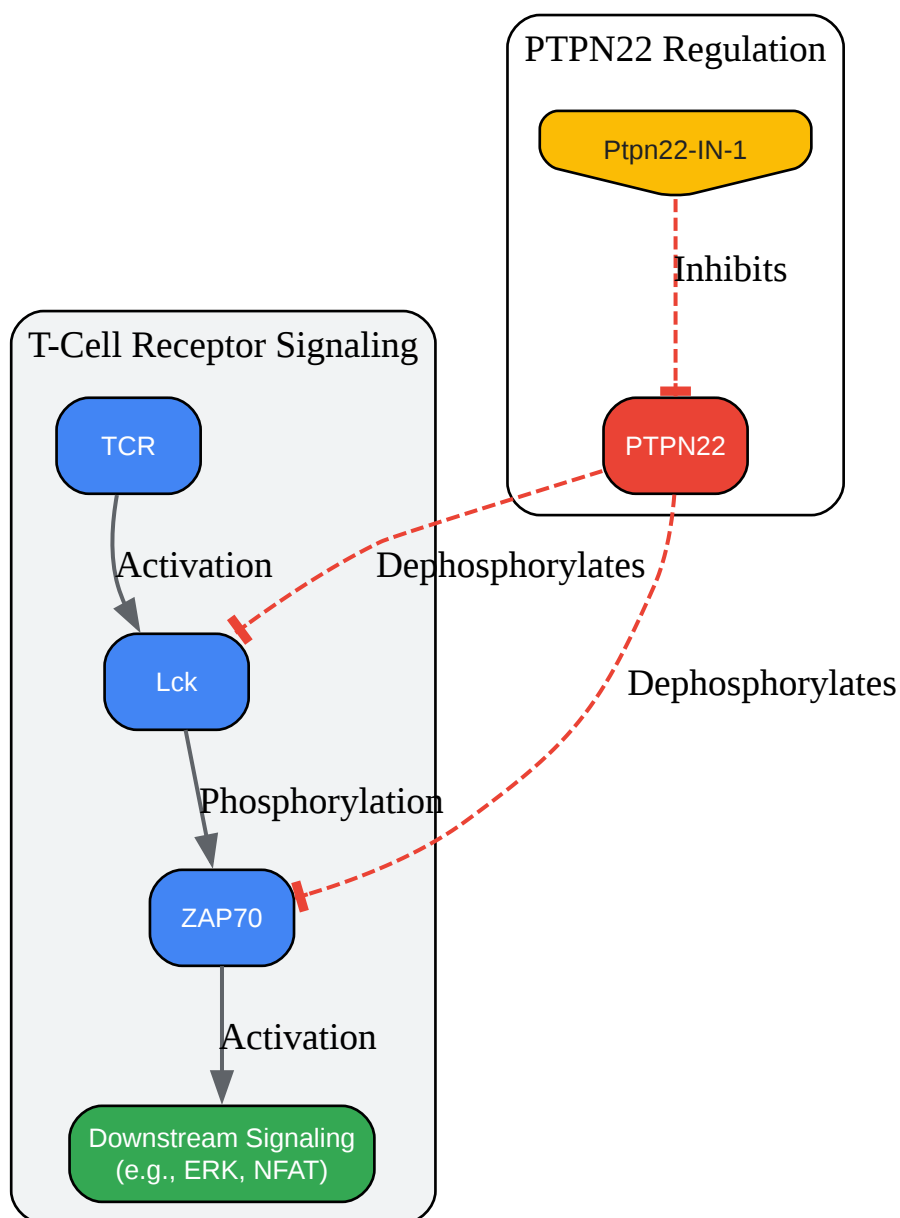 PTPN22 Regulation
Ptpn22-IN-1
Inhibits
T-Cell Receptor Signaling
TCR
PTPN22
Activation
Dephosphorylates
Lck
Dephosphorylates
Phosphorylation
ZAP70
Activation
Downstream Signaling
(e.g., ERK, NFAT)